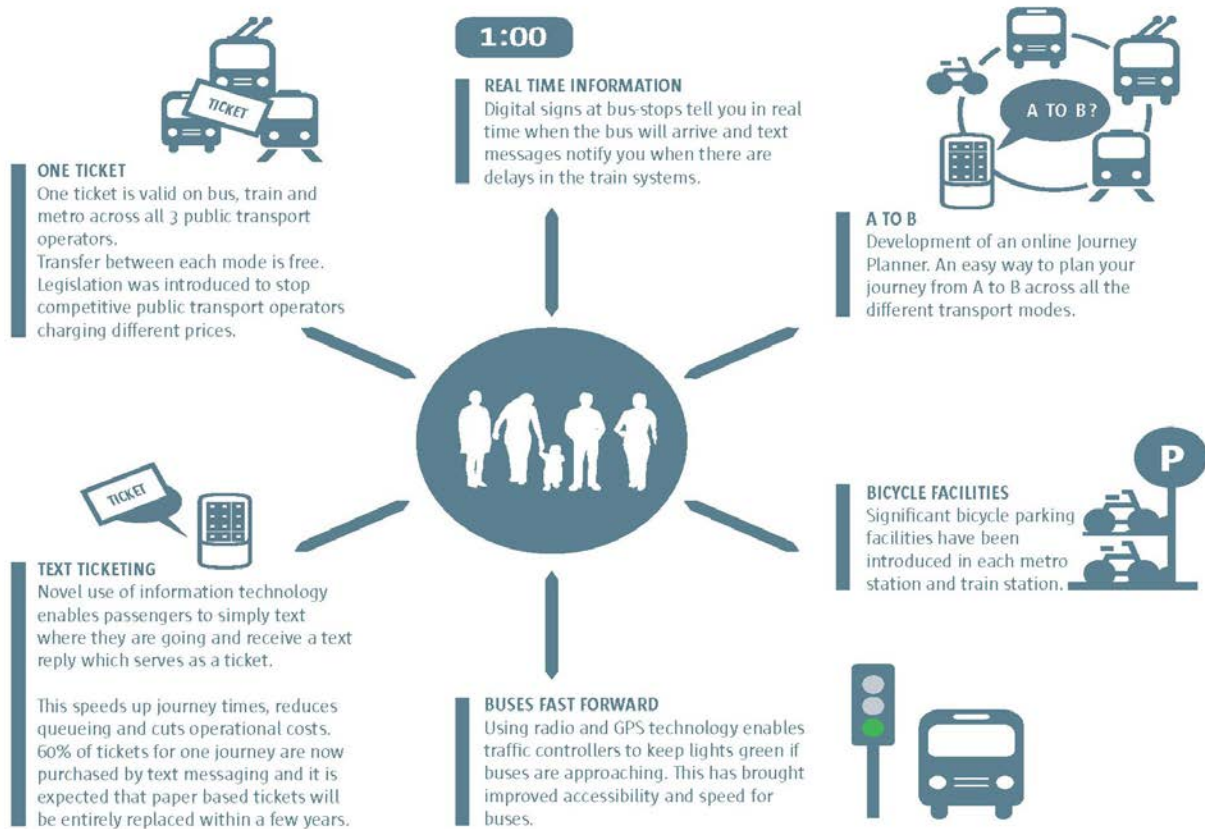 TICKET
ONE TICKET
One ticket is valid on bus, train and
metro across all 3 public transport
operators.
Transfer between each mode is free.
Legislation was introduced to stop
competitive public transport operators
charging different prices.
1:00
REAL TIME INFORMATION
Digital signs at bus-stops tell you in real
time when the bus will arrive and text
messages notify you when there are
delays in the train systems.
A TO B?
A TO B
Development of an online Journey
Planner. An easy way to plan your
journey from A to B across all the
different transport modes.
TICKET
TEXT TICKETING
Novel use of information technology
enables passengers to simply text
where they are going and receive a text
reply which serves as a ticket.
This speeds up journey times, reduces
queueing and cuts operational costs.
60% of tickets for one journey are now
purchased by text messaging and it is
expected that paper based tickets will
be entirely replaced within a few years.
BUSES FAST FORWARD
Using radio and GPS technology enables
traffic controllers to keep lights green if
buses are approaching. This has brought
improved accessibility and speed for
buses.
P
BICYCLE FACILITIES
Significant bicycle parking
facilities have been
introduced in each metro
station and train station.